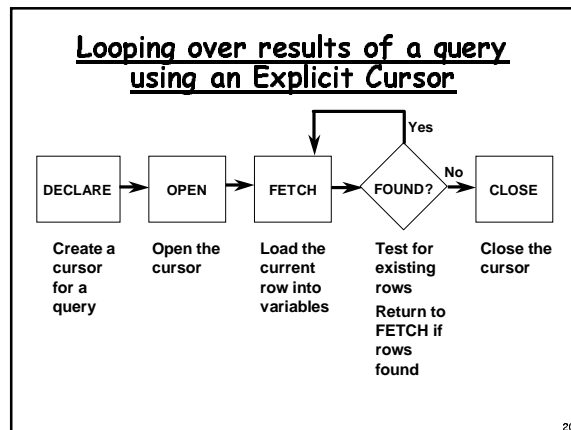 Looping over results of a query
using an Explicit Cursor
Yes
No
DECLARE
OPEN
FETCH
FOUND?
CLOSE
Create a
cursor
for a
query
Open the
cursor
Load the
current
row into
variables
Test for
existing
rows
Return to
FETCH if
rows
found
Close the
cursor
20